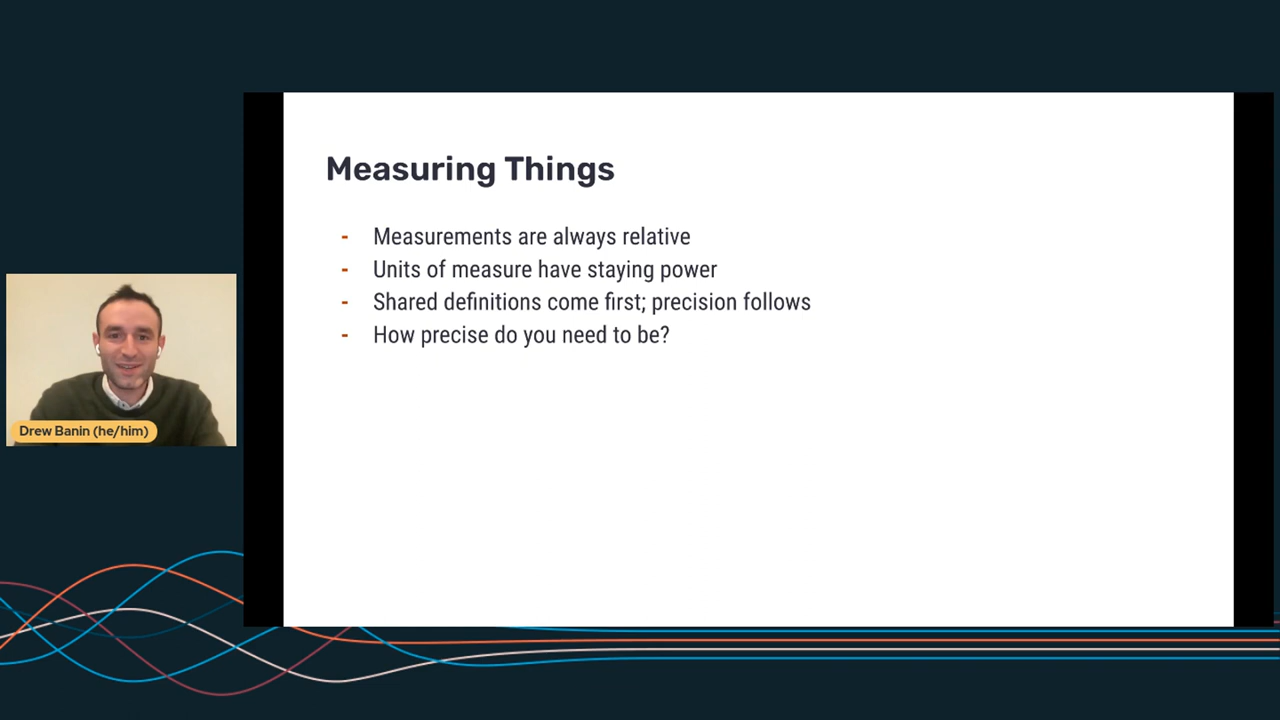 Measuring Things
- Measurements are always relative
- Units of measure have staying power
- Shared definitions come first; precision follows
- How precise do you need to be?
Drew Banin (he/him)